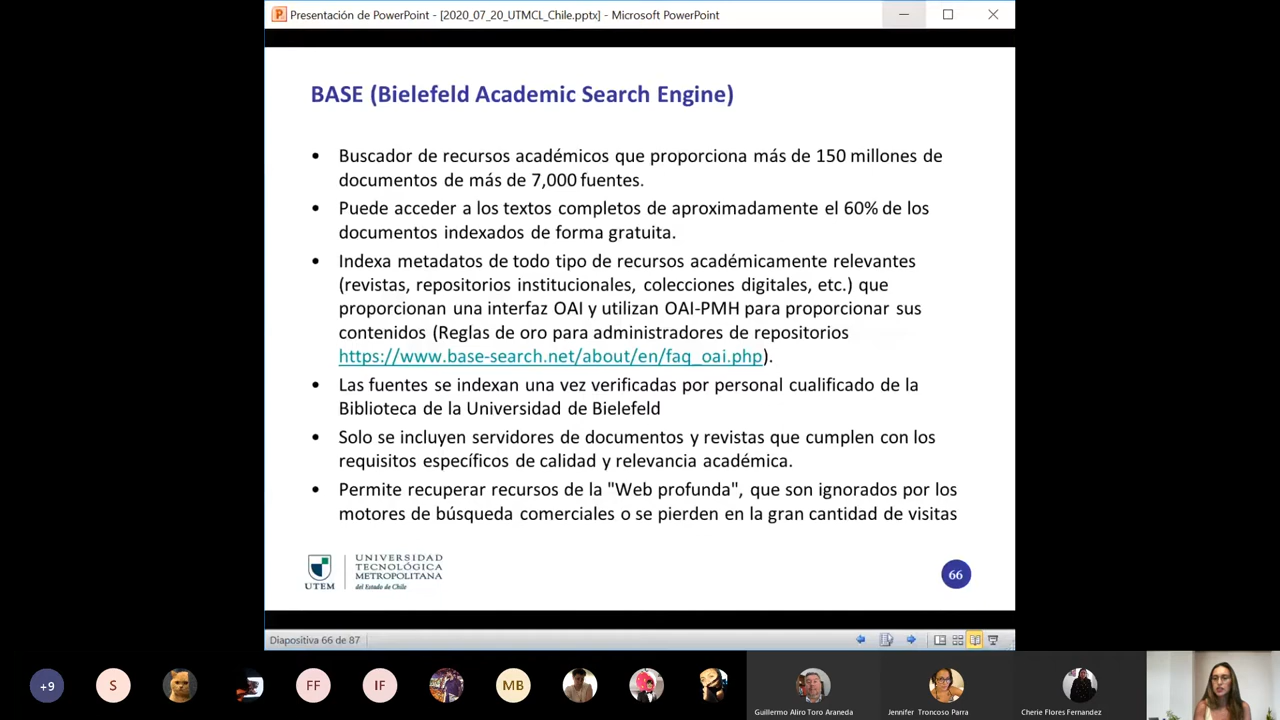 Presentación de PowerPoint - [2020_07_20_UTMCL_Chile.pptx] - Microsoft PowerPoint
BASE (Bielefeld Academic Search Engine)
• Buscador de recursos académicos que proporciona más de 150 millones de
documentos de más de 7,000 fuentes.
• Puede acceder a los textos completos de aproximadamente el 60% de los
documentos indexados de forma gratuita.
• Indexa metadatos de todo tipo de recursos académicamente relevantes
(revistas, repositorios institucionales, colecciones digitales, etc.) que
proporcionan una interfaz OAI y utilizan OAI-PMH para proporcionar sus
contenidos (Reglas de oro para administradores de repositorios
https://www.base-search.net/about/en/faq_oai.php).
• Las fuentes se indexan una vez verificadas por personal cualificado de la
Biblioteca de la Universidad de Bielefeld
• Solo se incluyen servidores de documentos y revistas que cumplen con los
requisitos específicos de calidad y relevancia académica.
• Permite recuperar recursos de la "Web profunda", que son ignorados por los
motores de búsqueda comerciales o se pierden en la gran cantidad de visitas
UTEM
UNIVERSIDAD
TECNOLÓGICA
METROPOLITANA
del Estado de Chile
66
Diapositiva 66 de 87
+9
S
FF
IF
MB
Guillermo Aliro Toro Araneda
Jennifer Troncoso Parra
Cherie Flores Fernandez